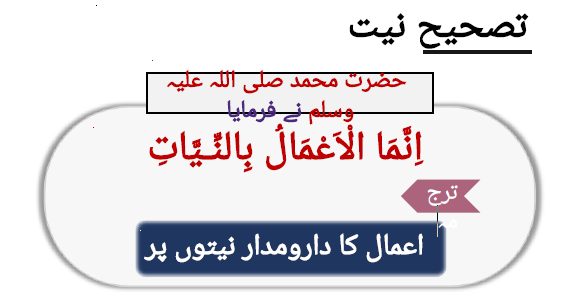 تصحیح نیت
حضرت محمد صلی اللہ علیہ
وسلم نے فرمایا
اِنَّمَا الْاَعْمَالُ بِالنِّـیَّاتِ
ترج
مہ
اعمال کا دارومدار نیتوں پر